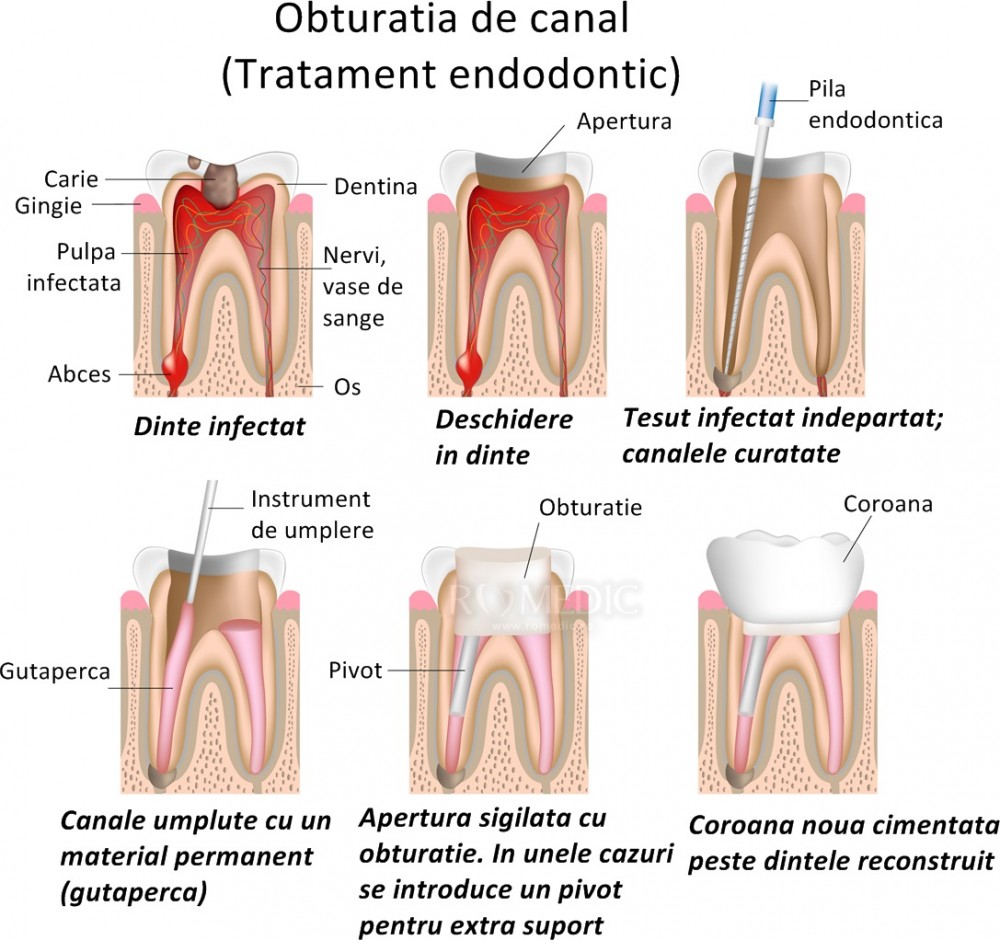 Obturatia de canal
(Tratament endodontic)
Carie
Gingie
Pulpa
infectata
Abces
Dentina
Nervi,
vase de
sange
Os
Dinte infectat
Apertura
Deschidere
in dinte
Pila
endodontica
Tesut infectat indepartat;
canalele curatate
Instrument
de umplere
Gutaperca
Canale umplute cu un
material permanent
(gutaperca)
Obturatie
ROMEDIC
Pivot
Apertura sigilata cu
obturatie. In unele cazuri
se introduce un pivot
pentru extra suport
Coroana
Coroana noua cimentata
peste dintele reconstruit